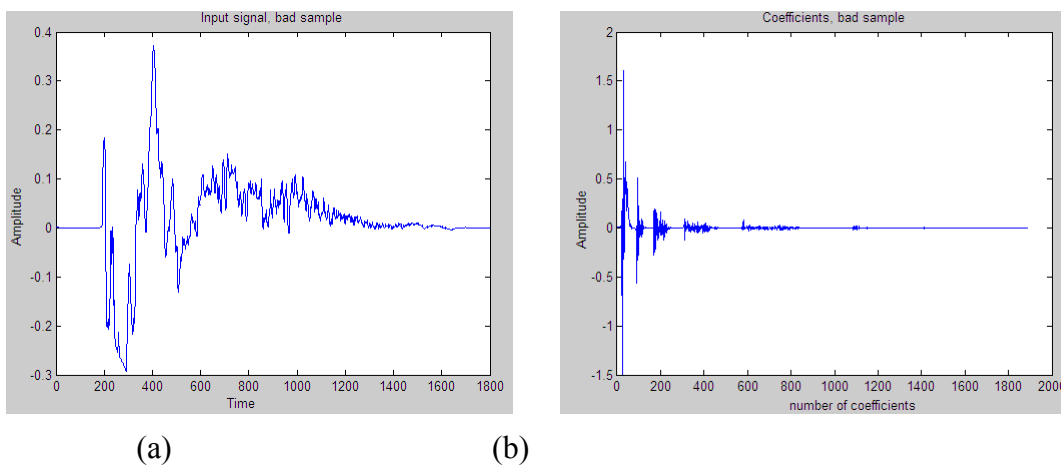 Input signal, bad sample
0.4
0.3
0.2
0.1
0
-0.1
-0.2
-0.3
Amplitude
0 200 400 600 800 1000 1200 1400 1600 1800
Time
Coefficients, bad sample
2
1.5
1
0.5
0
-0.5
-1
-1.5
Amplitude
0 200 400 600 800 1000 1200 1400 1600 1800 2000
number of coefficients
(a) (b)